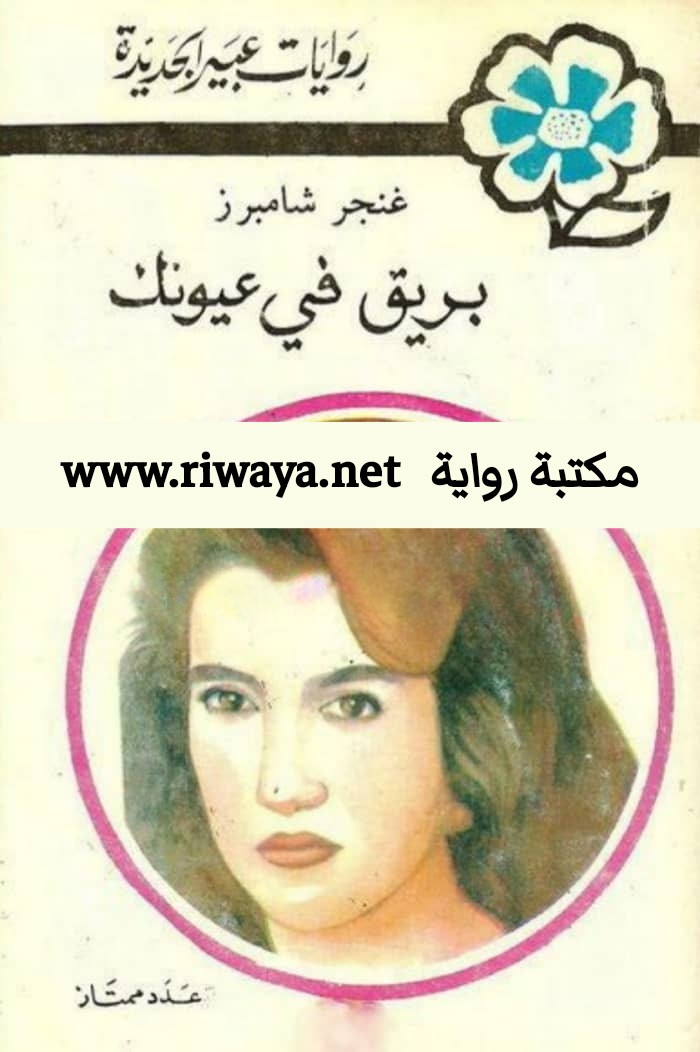 روايات عبير الجديدة
غنجر شامبرز
بريق في عيونك
مكتبة رواية www.riwaya.net
عدد ممتاز